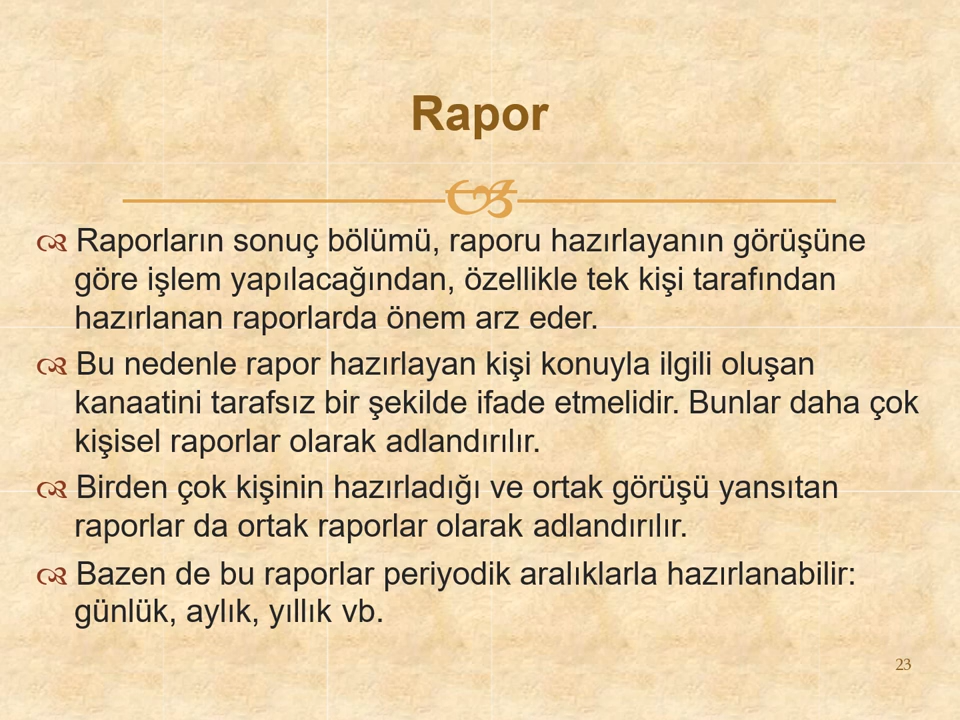 Rapor
Raporların sonuç bölümü, raporu hazırlayanın görüşüne
göre işlem yapılacağından, özellikle tek kişi tarafından
hazırlanan raporlarda önem arz eder.
Bu nedenle rapor hazırlayan kişi konuyla ilgili oluşan
kanaatini tarafsız bir şekilde ifade etmelidir. Bunlar daha çok
kişisel raporlar olarak adlandırılır.
Birden çok kişinin hazırladığı ve ortak görüşü yansıtan
raporlar da ortak raporlar olarak adlandırılır.
Bazen de bu raporlar periyodik aralıklarla hazırlanabilir:
günlük, aylık, yıllık vb.
23